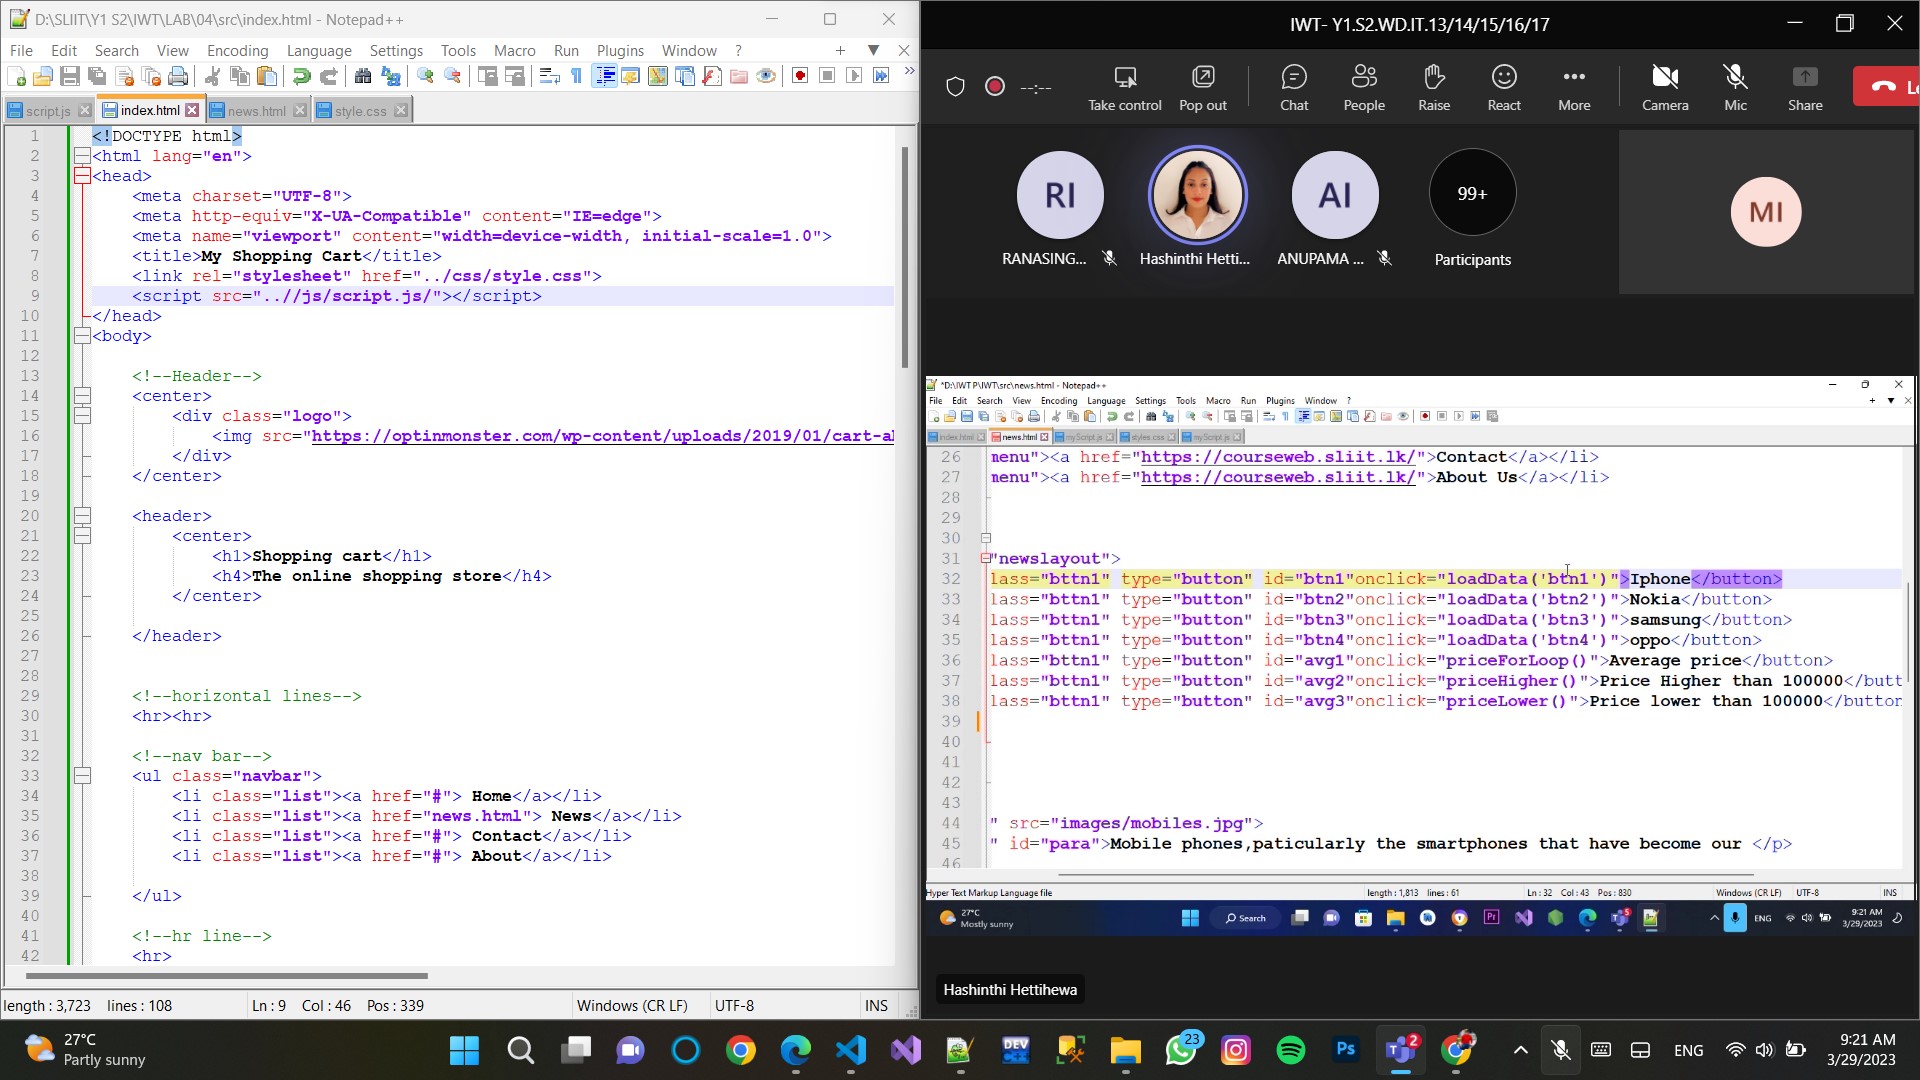 D:\SLIIT\Y1 S2\IWT\LAB\04\src\index.html - Notepad++
File Edit Search View Encoding Language Settings Tools Macro Run Plugins Window ?
script.js index.html news.html style.css
1 <!DOCTYPE html>
2 <html lang="en">
3 <head>
4 <meta charset="UTF-8">
5 <meta http-equiv="X-UA-Compatible" content="IE=edge">
6 <meta name="viewport" content="width=device-width, initial-scale=1.0">
7 <title>My Shopping Cart</title>
8 <link rel="stylesheet" href="../css/style.css">
9 <script src="..//js/script.js/"></script>
10 </head>
11 <body>
12
13 <!--Header-->
14 <center>
15 <div class="logo">
16 <img src="https://optinmonster.com/wp-content/uploads/2019/01/cart-a
17 </div>
18 </center>
19
20 <header>
21 <center>
22 <h1>Shopping cart</h1>
23 <h4>The online shopping store</h4>
24 </center>
25
26 </header>
27
28
29 <!--horizontal lines-->
30 <hr><hr>
31
32 <!--nav bar-->
33 <ul class="navbar">
34 <li class="list"><a href="#"> Home</a></li>
35 <li class="list"><a href="news.html"> News</a></li>
36 <li class="list"><a href="#"> Contact</a></li>
37 <li class="list"><a href="#"> About</a></li>
38
39 </ul>
40
41 <!--hr line-->
42 <hr>
length : 3,723 lines : 108 Ln : 9 Col : 46 Pos : 339 Windows (CR LF) UTF-8 INS
IWT- Y1.S2.WD.IT.13/14/15/16/17
--:--
Take control Pop out Chat People Raise React More Camera Mic Share
RI AI 99+ MI
RANASING... Hashinthi Hetti... ANUPAMA ... Participants
*D:\IWT P\IWT\src\news.html - Notepad++
File Edit Search View Encoding Language Settings Tools Macro Run Plugins Window ?
index.html news.html myScript.js styles.css myScript.js
26 menu"><a href="https://courseweb.sliit.lk/">Contact</a></li>
27 menu"><a href="https://courseweb.sliit.lk/">About Us</a></li>
28
29
30
31 "newslayout">
32 lass="bttn1" type="button" id="btn1"onclick="loadData('btn1')">Iphone</button>
33 lass="bttn1" type="button" id="btn2"onclick="loadData('btn2')">Nokia</button>
34 lass="bttn1" type="button" id="btn3"onclick="loadData('btn3')">samsung</button>
35 lass="bttn1" type="button" id="btn4"onclick="loadData('btn4')">oppo</button>
36 lass="bttn1" type="button" id="avg1"onclick="priceForLoop()">Average price</button>
37 lass="bttn1" type="button" id="avg2"onclick="priceHigher()">Price Higher than 100000</butt
38 lass="bttn1" type="button" id="avg3"onclick="priceLower()">Price lower than 100000</button
39
40
41
42
43
44 " src="images/mobiles.jpg">
45 " id="para">Mobile phones,paticularly the smartphones that have become our </p>
46
Hyper Text Markup Language file length : 1,813 lines : 61 Ln : 32 Col : 43 Pos : 830 Windows (CR LF) UTF-8 INS
27°C
Mostly sunny
Search
ENG
9:21 AM
3/29/2023
Hashinthi Hettihewa
27°C
Partly sunny
DEV
23
Ps
2
ENG
9:21 AM
3/29/2023